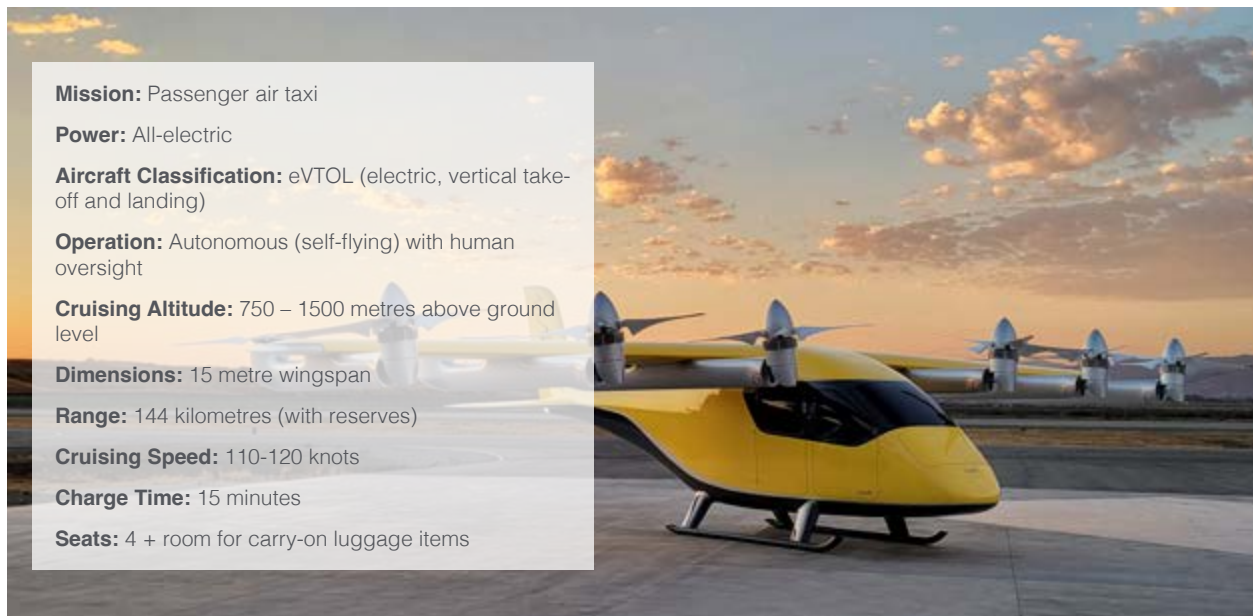 Mission: Passenger air taxi
Power: All-electric
Aircraft Classification: eVTOL (electric, vertical take-
off and landing)
Operation: Autonomous (self-flying) with human
oversight
Cruising Altitude: 750 – 1500 metres above ground
level
Dimensions: 15 metre wingspan
Range: 144 kilometres (with reserves)
Cruising Speed: 110-120 knots
Charge Time: 15 minutes
Seats: 4 + room for carry-on luggage items